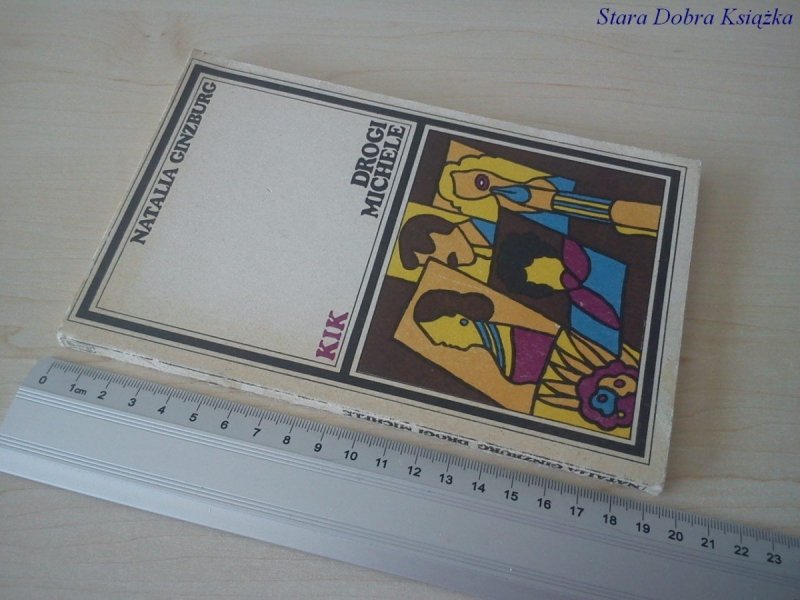 Stara Dobra Książka
NATALIA GINZBURG
DROGI
MICHELE
KIK
NATALIA GINZBURG DROGI MICHELE
0 1cm 2 3 4 5 6 7 8 9 10 11 12 13 14 15 16 17 18 19 20 21 22 23